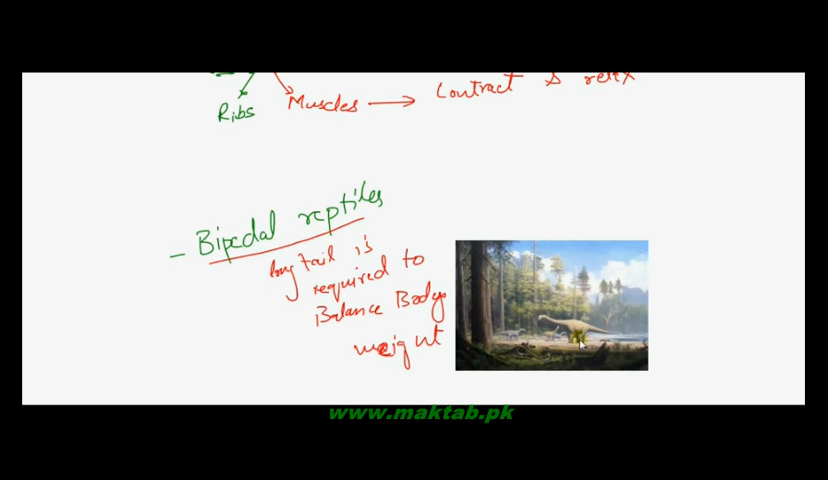 Contract & relax
Ribs
Muscles →
- Bipedal reptiles
long tail is
required to
Balance Body
weight
www.maktab.pk